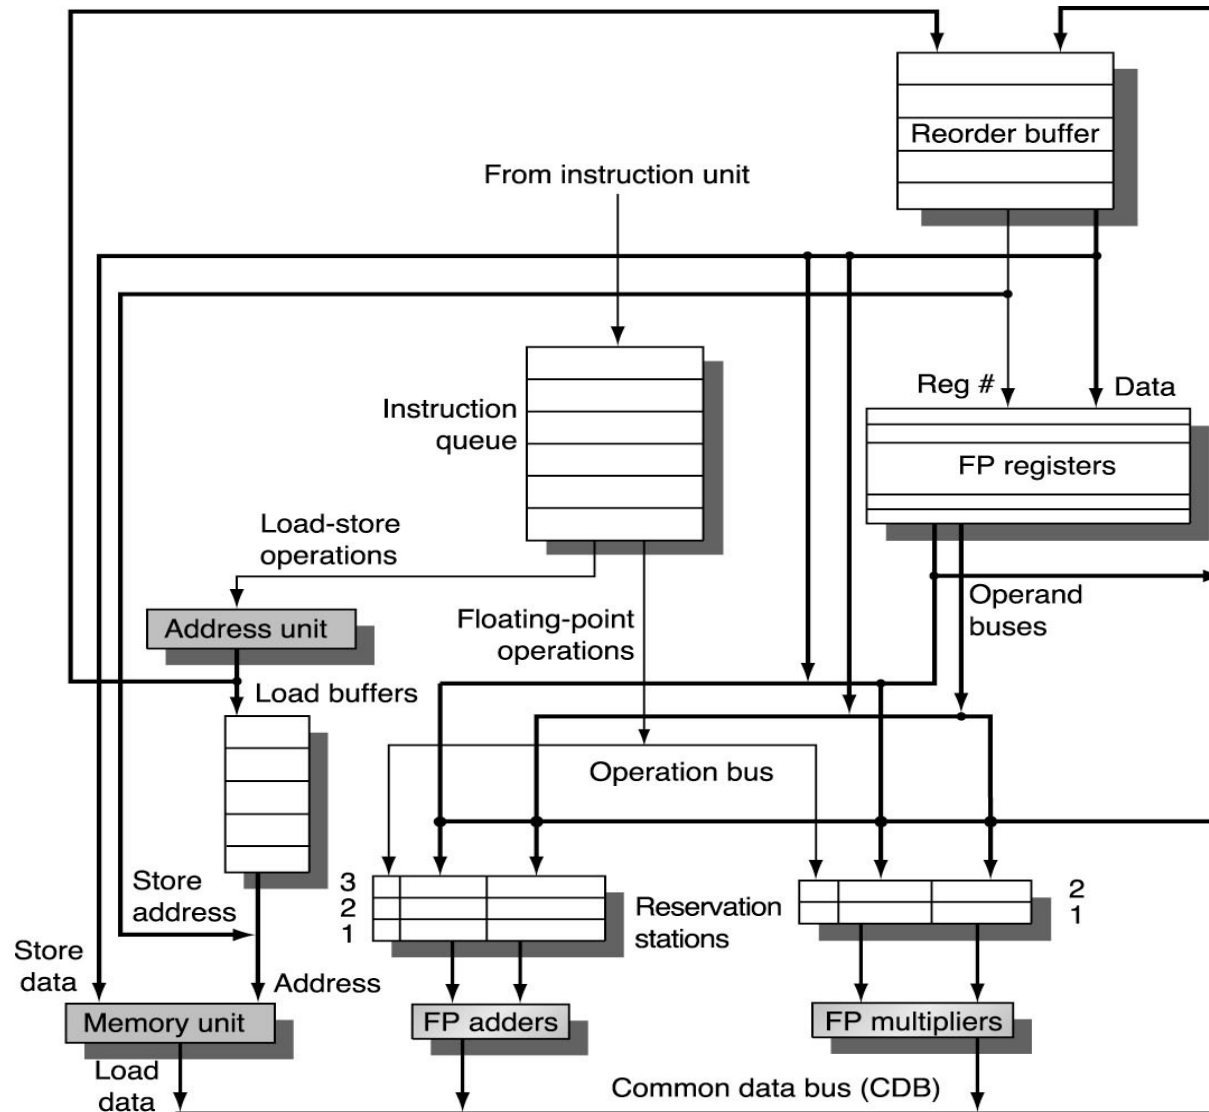 Reorder buffer
From instruction unit
Reg #
Data
Instruction
queue
FP registers
Load-store
operations
Operand
buses
Address unit
Floating-point
operations
Load buffers
Operation bus
3
2
1
Reservation
stations
2
1
Store
address
Store
data
Address
Memory unit
FP adders
FP multipliers
Load
data
Common data bus (CDB)